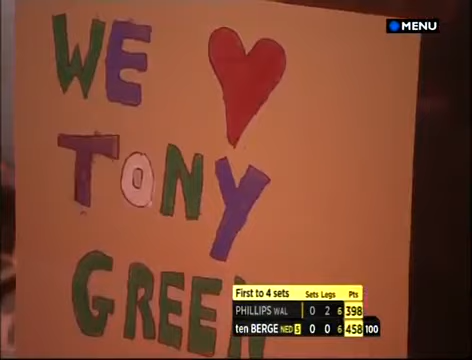 MENU
WE
TONY
GREEN
First to 4 sets Sets Legs Pts
PHILLIPS WAL 0 2 6 398
ten BERGE NED 5 0 0 6 458 100